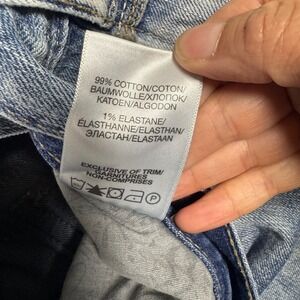 99% COTTON/COTON/
BAUMWOLLE/ХЛОПОК/
KATOEN/ALGODON
1% ELASTANE/
ÉLASTHANNE/ELASTHAN/
ЭЛАСТАН/ELASTAAN
EXCLUSIVE OF TRIM/
GARNITURES
NON-COMPRISES
P